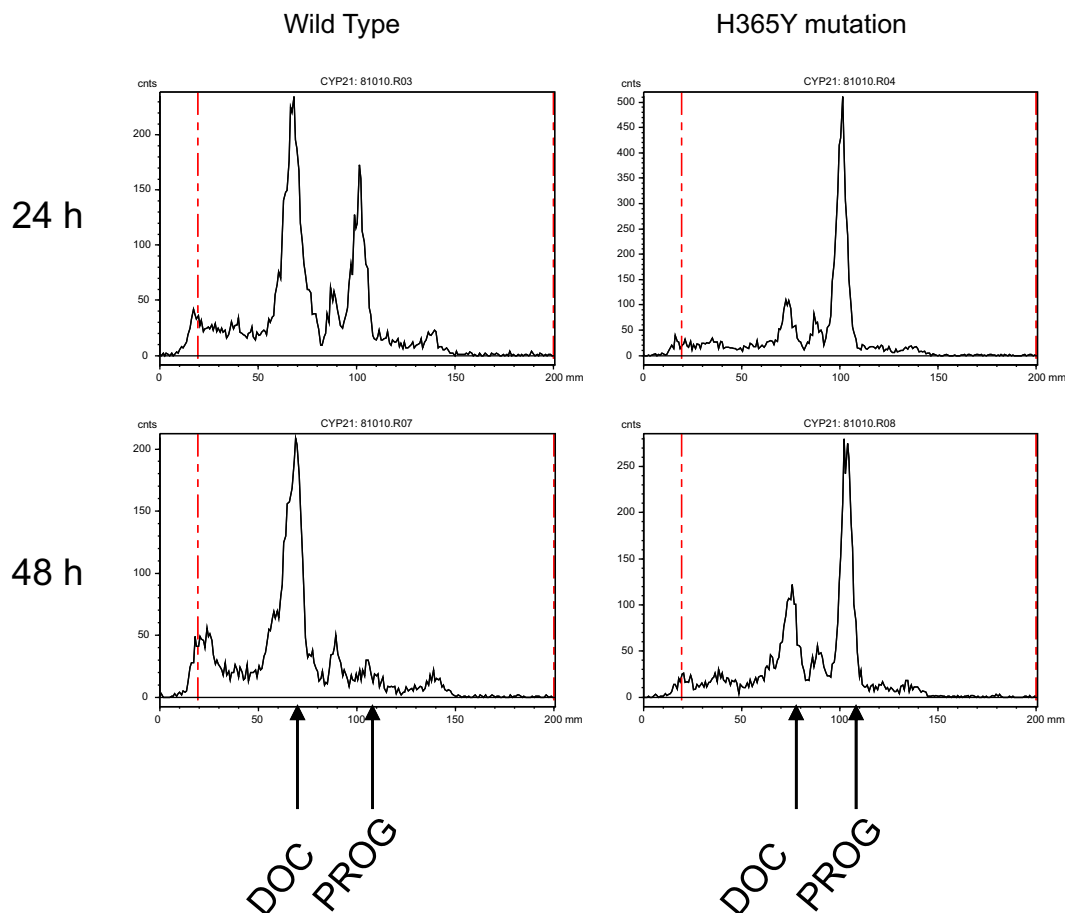 Wild Type
H365Y mutation
24 h
cnts
CYP21: 81010.R03
200
150
100
50
0
0
50
100
150
200 mm
cnts
CYP21: 81010.R04
500
450
400
350
300
250
200
150
100
50
0
0
50
100
150
200 mm
48 h
cnts
CYP21: 81010.R07
200
150
100
50
0
0
50
100
150
200 mm
cnts
CYP21: 81010.R08
250
200
150
100
50
0
0
50
100
150
200 mm
DOC
PROG
DOC
PROG